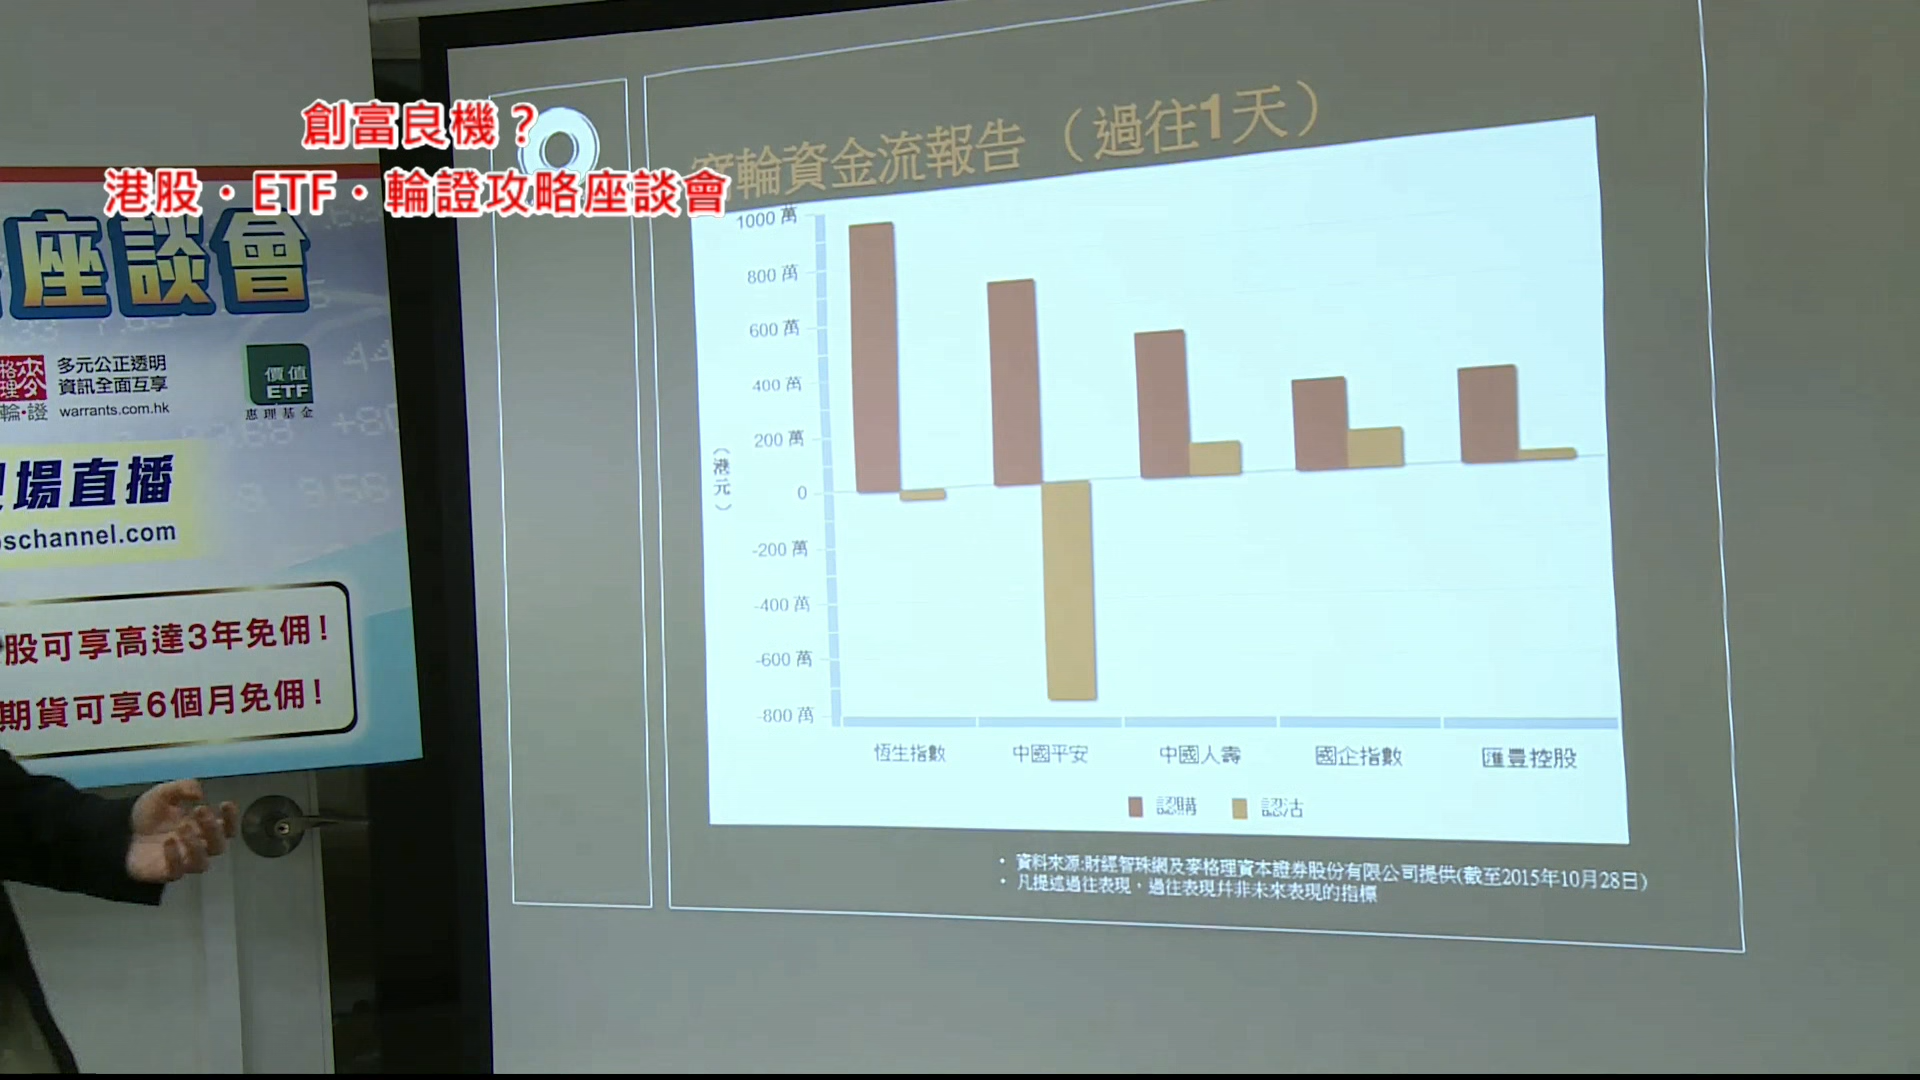 創富良機？
港股．ETF．輪證攻略座談會
座談會
多元公正透明
資訊全面互享
warrants.com.hk
輪·證
價值
ETF
惠理基金
場直播
schannel.com
股可享高達3年免佣！
期貨可享6個月免佣！
窩輪資金流報告（過往1天）
1000 萬
800 萬
600 萬
400 萬
200 萬
0
-200 萬
-400 萬
-600 萬
-800 萬
（港元）
恆生指數
中國平安
中國人壽
國企指數
匯豐控股
認購
認沽
• 資料來源:財經智珠網及麥格理資本證券股份有限公司提供(截至2015年10月28日)
• 凡提述過往表現，過往表現幷非未來表現的指標